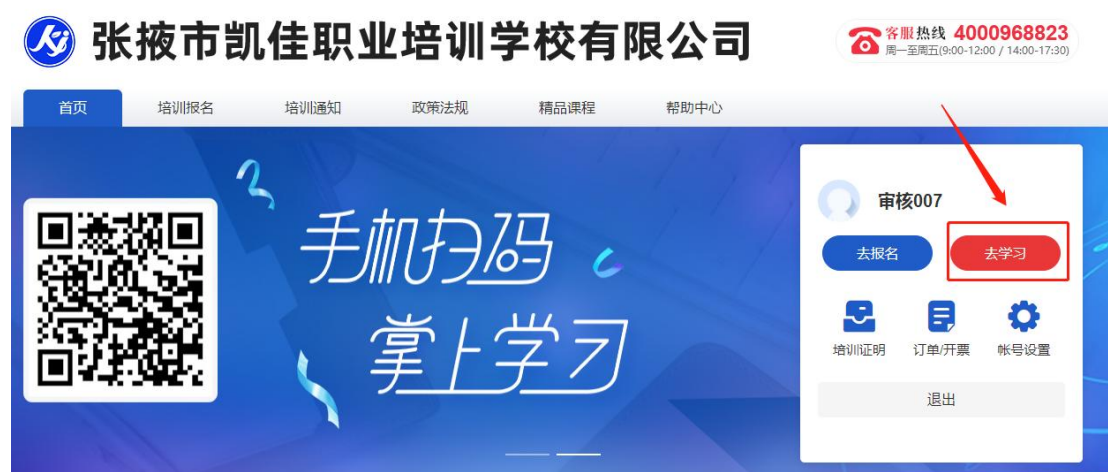 Kj 张掖市凯佳职业培训学校有限公司
客服热线 4000968823
周一至周五(9:00-12:00 / 14:00-17:30)
首页 培训报名 培训通知 政策法规 精品课程 帮助中心
手机扫码
掌上学习
审核007
去报名 去学习
培训证明 订单/开票 帐号设置
退出